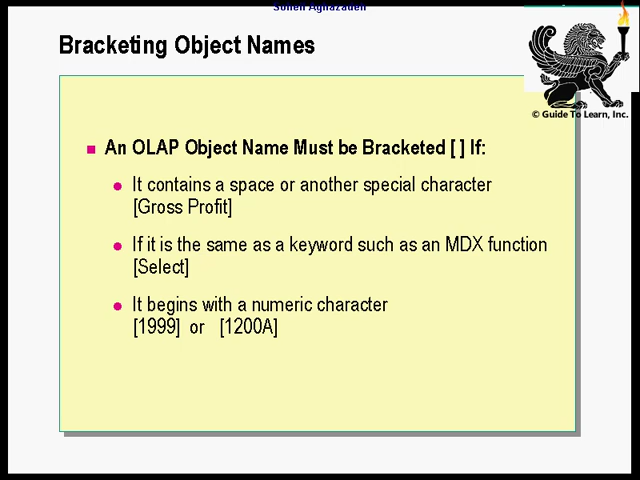 Soheil Aghazadeh
Bracketing Object Names
© Guide To Learn, Inc.
An OLAP Object Name Must be Bracketed [ ] If:
It contains a space or another special character
[Gross Profit]
If it is the same as a keyword such as an MDX function
[Select]
It begins with a numeric character
[1999] or [1200A]